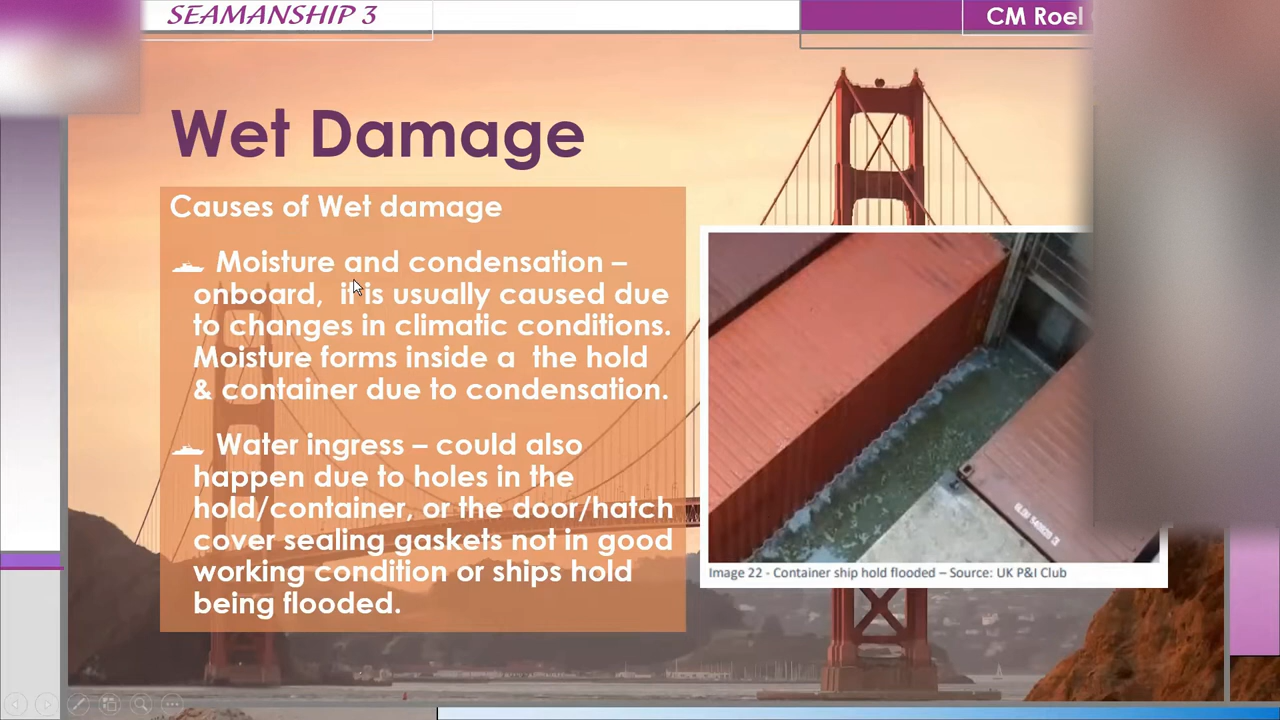 SEAMANSHIP 3
CM Roel
Wet Damage
Causes of Wet damage
Moisture and condensation –
onboard, it is usually caused due
to changes in climatic conditions.
Moisture forms inside a the hold
& container due to condensation.
Water ingress – could also
happen due to holes in the
hold/container, or the door/hatch
cover sealing gaskets not in good
working condition or ships hold
being flooded.
Image 22 - Container ship hold flooded – Source: UK P&I Club